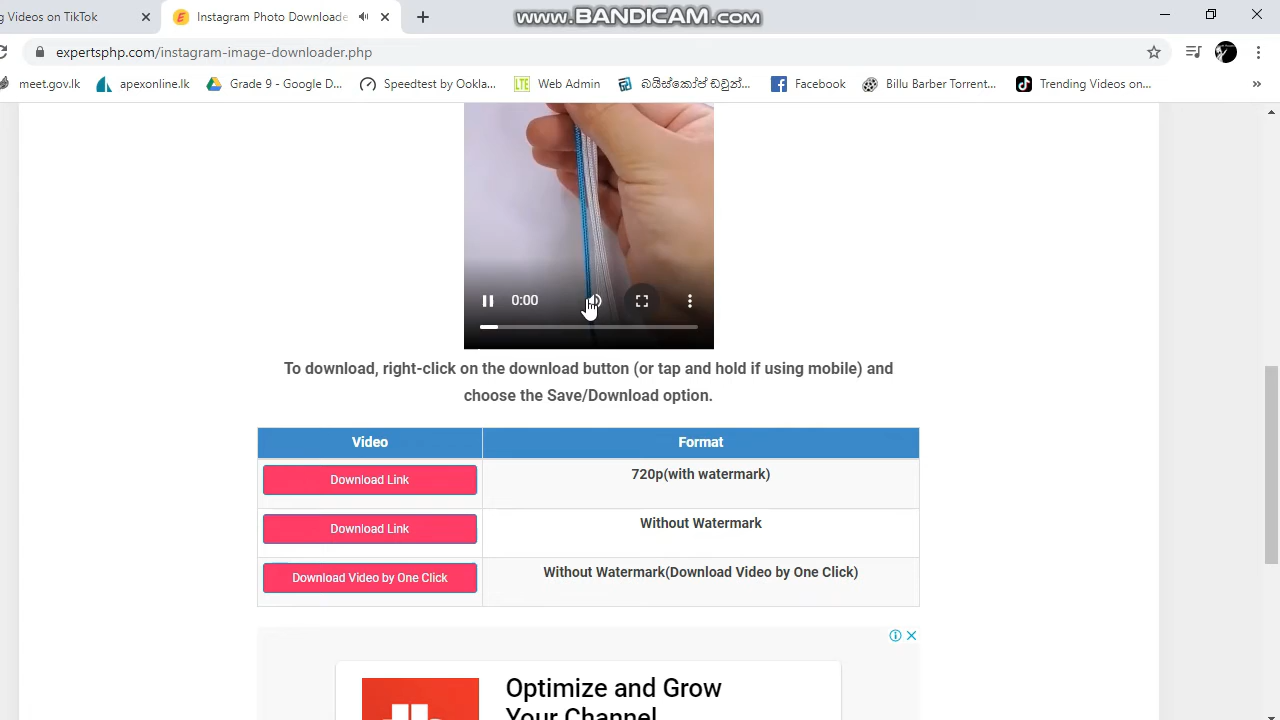 www.BANDICAM.com
g Videos on TikTo
Instagram Photo Downloade
expertsphp.com/instagram-image-downloader.php
meet.gov.lk
apexonline.lk
Grade 9 - Google D...
Speedtest by Ookla...
LTE
Web Admin
බයිස්කෝප් ඩවුන්...
Facebook
Billu Barber Torrent...
Trending Videos on...
»
0:00
To download, right-click on the download button (or tap and hold if using mobile) and
choose the Save/Download option.
Video
Format
Download Link
720p(with watermark)
Download Link
Without Watermark
Download Video by One Click
Without Watermark(Download Video by One Click)
Optimize and Grow
Your Channel